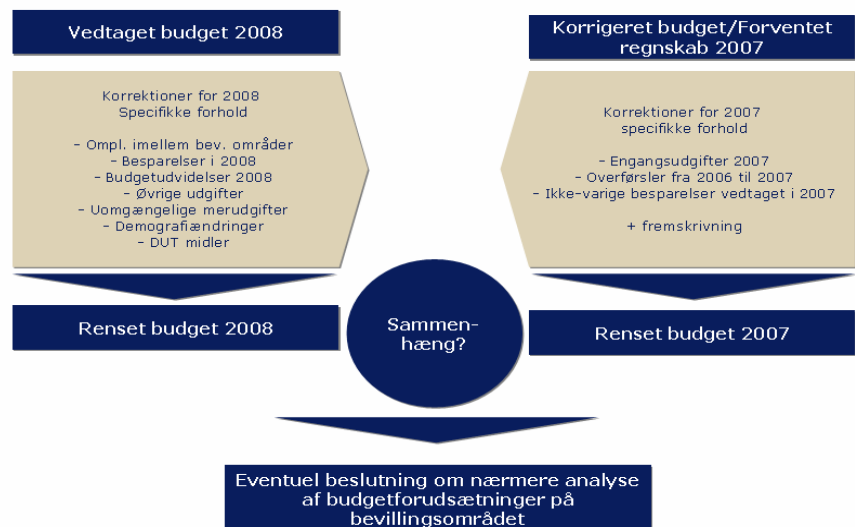 Vedtaget budget 2008
Korrektioner for 2008
Specifikke forhold
- Ompl. imellem bev. områder
- Besparelser i 2008
- Budgetudvidelser 2008
- Øvrige udgifter
- Uomgængelige merudgifter
- Demografiændringer
- DUT midler
Renset budget 2008
Korrigeret budget/Forventet
regnskab 2007
Korrektioner for 2007
specifikke forhold
- Engangsudgifter 2007
- Overførsler fra 2006 til 2007
- Ikke-varige besparelser vedtaget i 2007
+ fremskrivning
Renset budget 2007
Sammen-
hæng?
Eventuel beslutning om nærmere analyse
af budgetforudsætninger på
bevillingsområdet